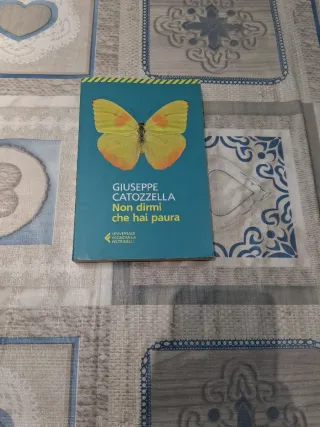 GIUSEPPE
CATOZZELLA
Non dirmi
che hai paura
UNIVERSALE
ECONOMICA
FELTRINELLI